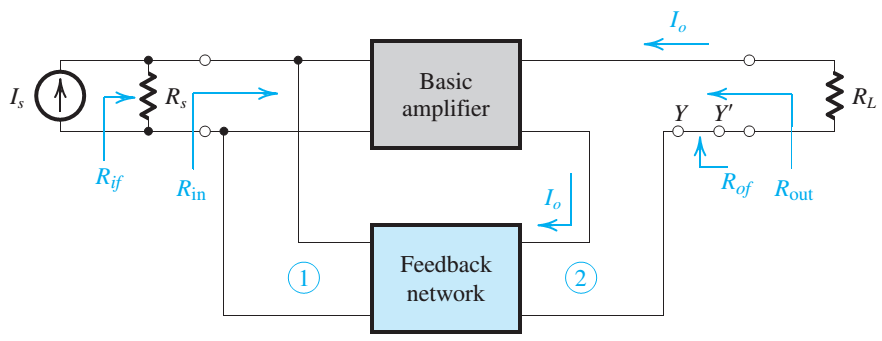 I_o
Basic
amplifier
I_s
R_s
R_L
Y
Y'
R_if
R_in
R_of
R_out
I_o
Feedback
network
1
2